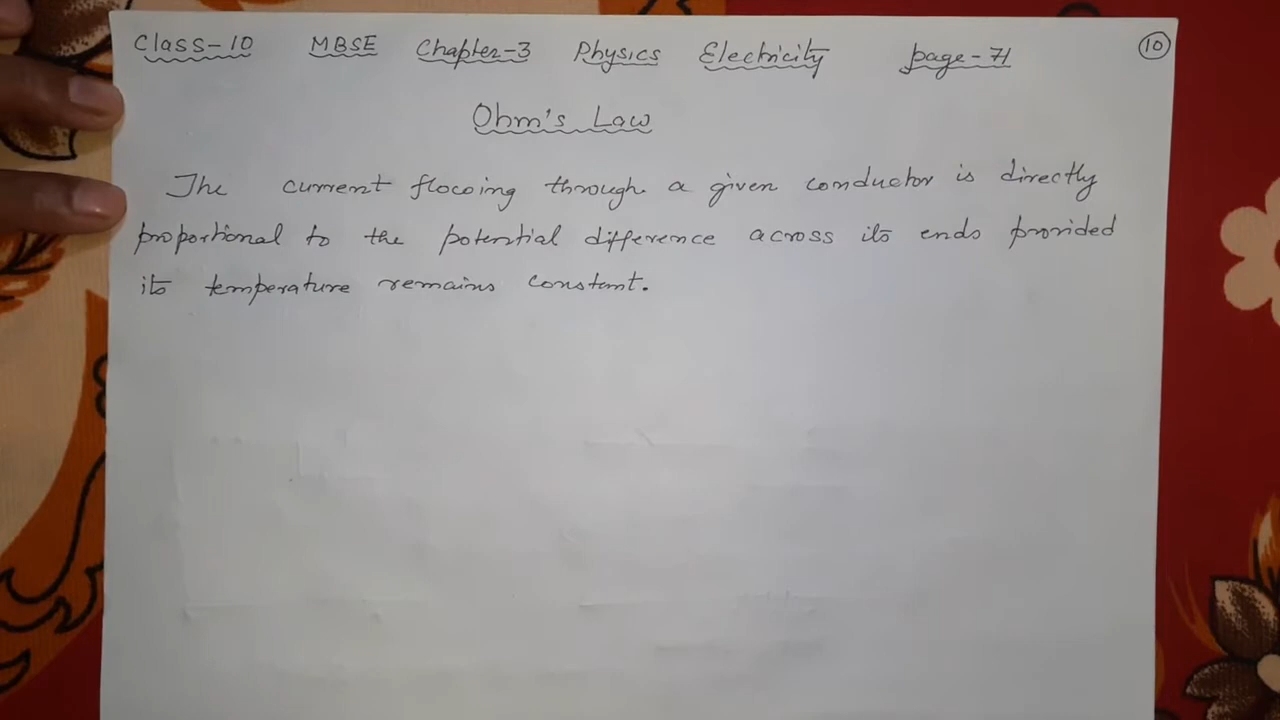 Class-10 MBSE Chapter-3 Physics Electricity page-71 10
Ohm's Law
The current flowing through a given conductor is directly
proportional to the potential difference across its ends provided
its temperature remains constant.